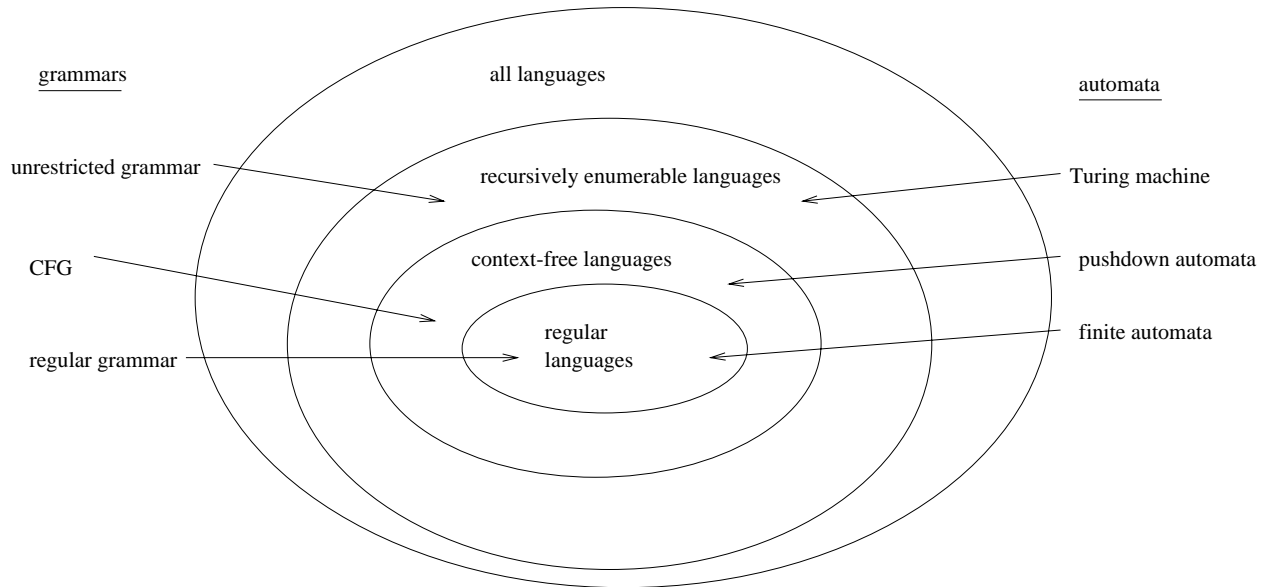 grammars
all languages
automata
unrestricted grammar
recursively enumerable languages
Turing machine
CFG
context-free languages
pushdown automata
regular grammar
regular
languages
finite automata